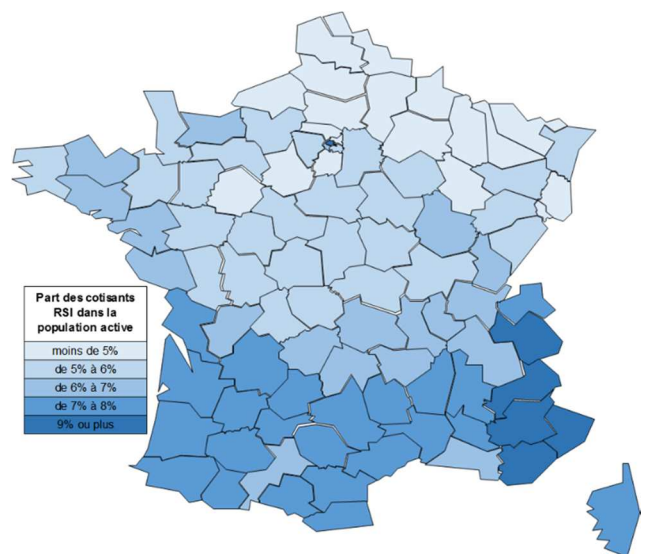 Part des cotisants
RSI dans la
population active
moins de 5%
de 5% à 6%
de 6% à 7%
de 7% à 8%
9% ou plus